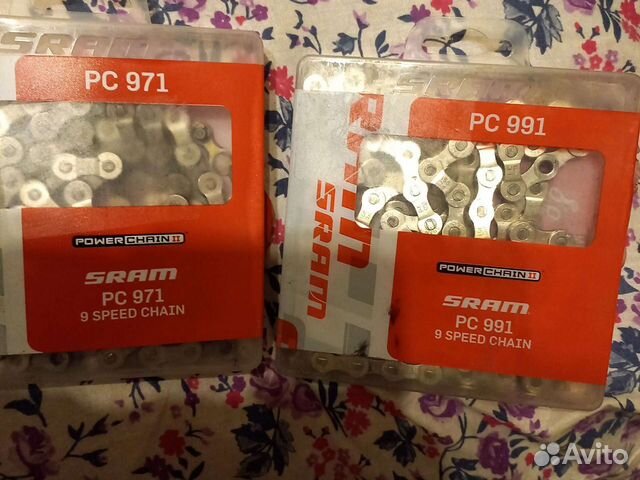 SRAM
PC 971
POWERCHAIN II
SRAM
PC 971
9 SPEED CHAIN
SRAM
PC 991
SRAM
POWERCHAIN II
SRAM
PC 991
9 SPEED CHAIN
Avito